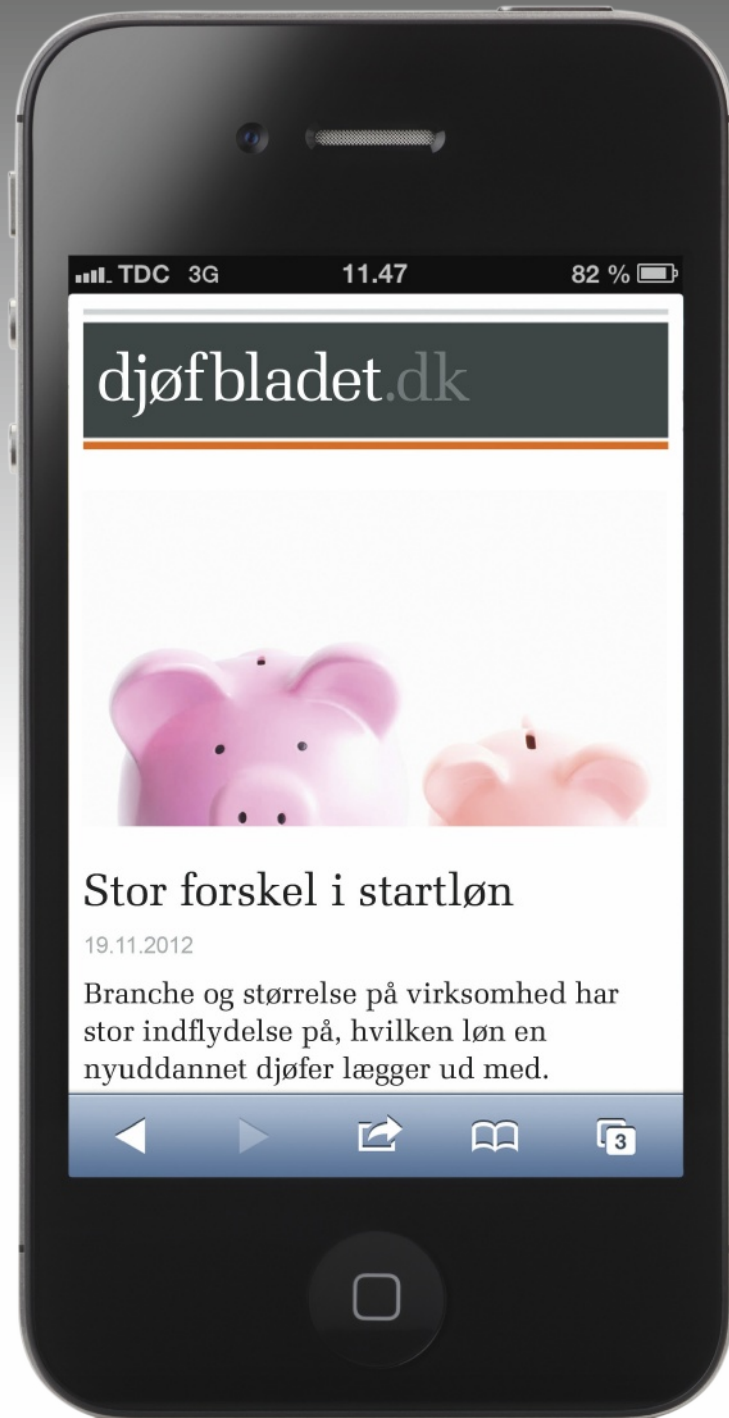 TDC 3G 11.47 82 %
djøfbladet.dk
Stor forskel i startløn
19.11.2012
Branche og størrelse på virksomhed har
stor indflydelse på, hvilken løn en
nyuddannet djøfer lægger ud med.
3